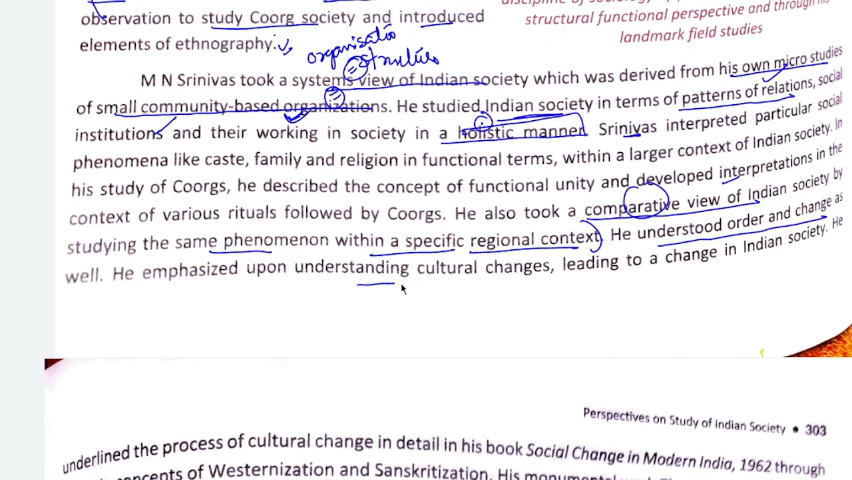 observation to study Coorg society and introduced
elements of ethnography.
structural functional perspective and through his
landmark field studies
organisatio
structures
M N Srinivas took a systems view of Indian society which was derived from his own micro studies
of small community-based organizations. He studied Indian society in terms of patterns of relations, social
institutions and their working in society in a holistic manner. Srinivas interpreted particular social
phenomena like caste, family and religion in functional terms, within a larger context of Indian society. In
his study of Coorgs, he described the concept of functional unity and developed interpretations in the
context of various rituals followed by Coorgs. He also took a comparative view of Indian society by
studying the same phenomenon within a specific regional context. He understood order and change as
well. He emphasized upon understanding cultural changes, leading to a change in Indian society. He
Perspectives on Study of Indian Society • 303
underlined the process of cultural change in detail in his book Social Change in Modern India, 1962 through
of Westernization and Sanskritization. His